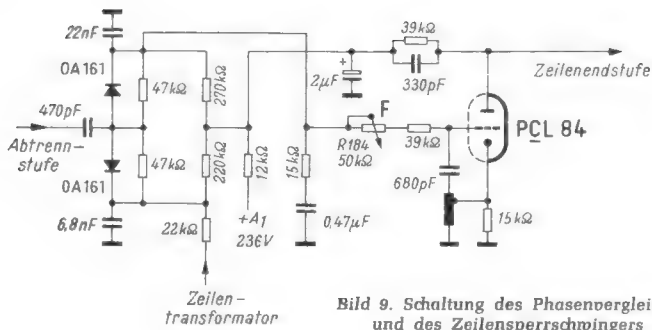 22nF
OA161
470pF
Abtrenn-
stufe
OA161
6,8nF
47kΩ
47kΩ
270kΩ
220kΩ
22kΩ
Zeilen-
transformator
12kΩ
+A1
236V
15kΩ
0,47µF
+
2µF
39kΩ
330pF
F
R184
50kΩ
39kΩ
680pF
PCL 84
15kΩ
Zeilenendstufe
Bild 9. Schaltung des Phasenverglei
und des Zeilensperrschwingers